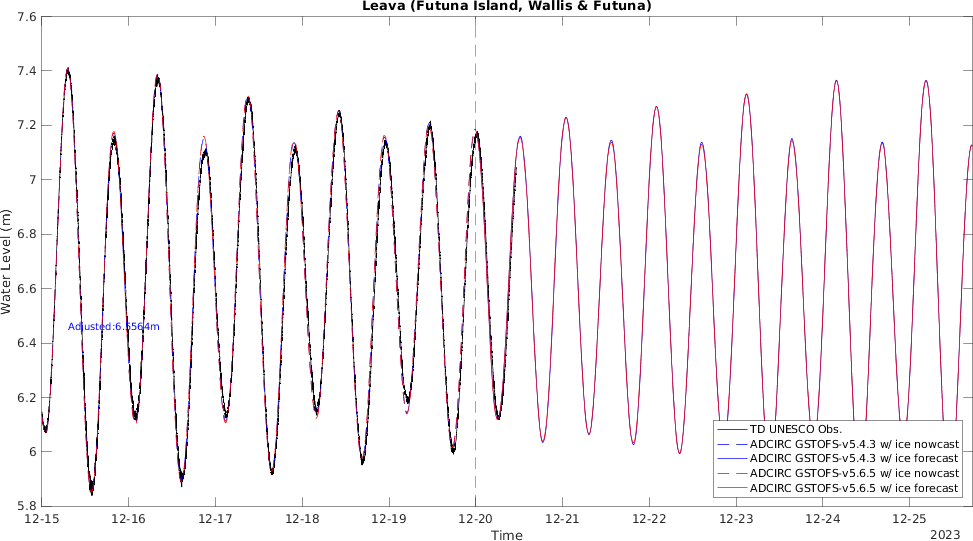 Leava (Futuna Island, Wallis & Futuna)
7.6
7.4
7.2
7
6.8
6.6
6.4
6.2
6
5.8
Water Level (m)
Adjusted:6.5564m
TD UNESCO Obs.
ADCIRC GSTOFS-v5.4.3 w/ ice nowcast
ADCIRC GSTOFS-v5.4.3 w/ ice forecast
ADCIRC GSTOFS-v5.6.5 w/ ice nowcast
ADCIRC GSTOFS-v5.6.5 w/ ice forecast
12-15 12-16 12-17 12-18 12-19 12-20 12-21 12-22 12-23 12-24 12-25
Time
2023